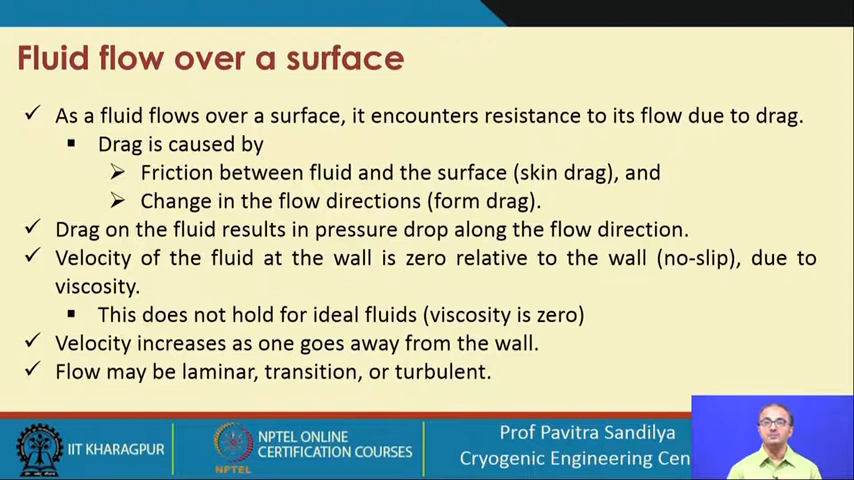 Fluid flow over a surface
✓ As a fluid flows over a surface, it encounters resistance to its flow due to drag.
▪ Drag is caused by
➢ Friction between fluid and the surface (skin drag), and
➢ Change in the flow directions (form drag).
✓ Drag on the fluid results in pressure drop along the flow direction.
✓ Velocity of the fluid at the wall is zero relative to the wall (no-slip), due to
viscosity.
▪ This does not hold for ideal fluids (viscosity is zero)
✓ Velocity increases as one goes away from the wall.
✓ Flow may be laminar, transition, or turbulent.
IIT KHARAGPUR
NPTEL
NPTEL ONLINE
CERTIFICATION COURSES
Prof Pavitra Sandilya
Cryogenic Engineering Cen